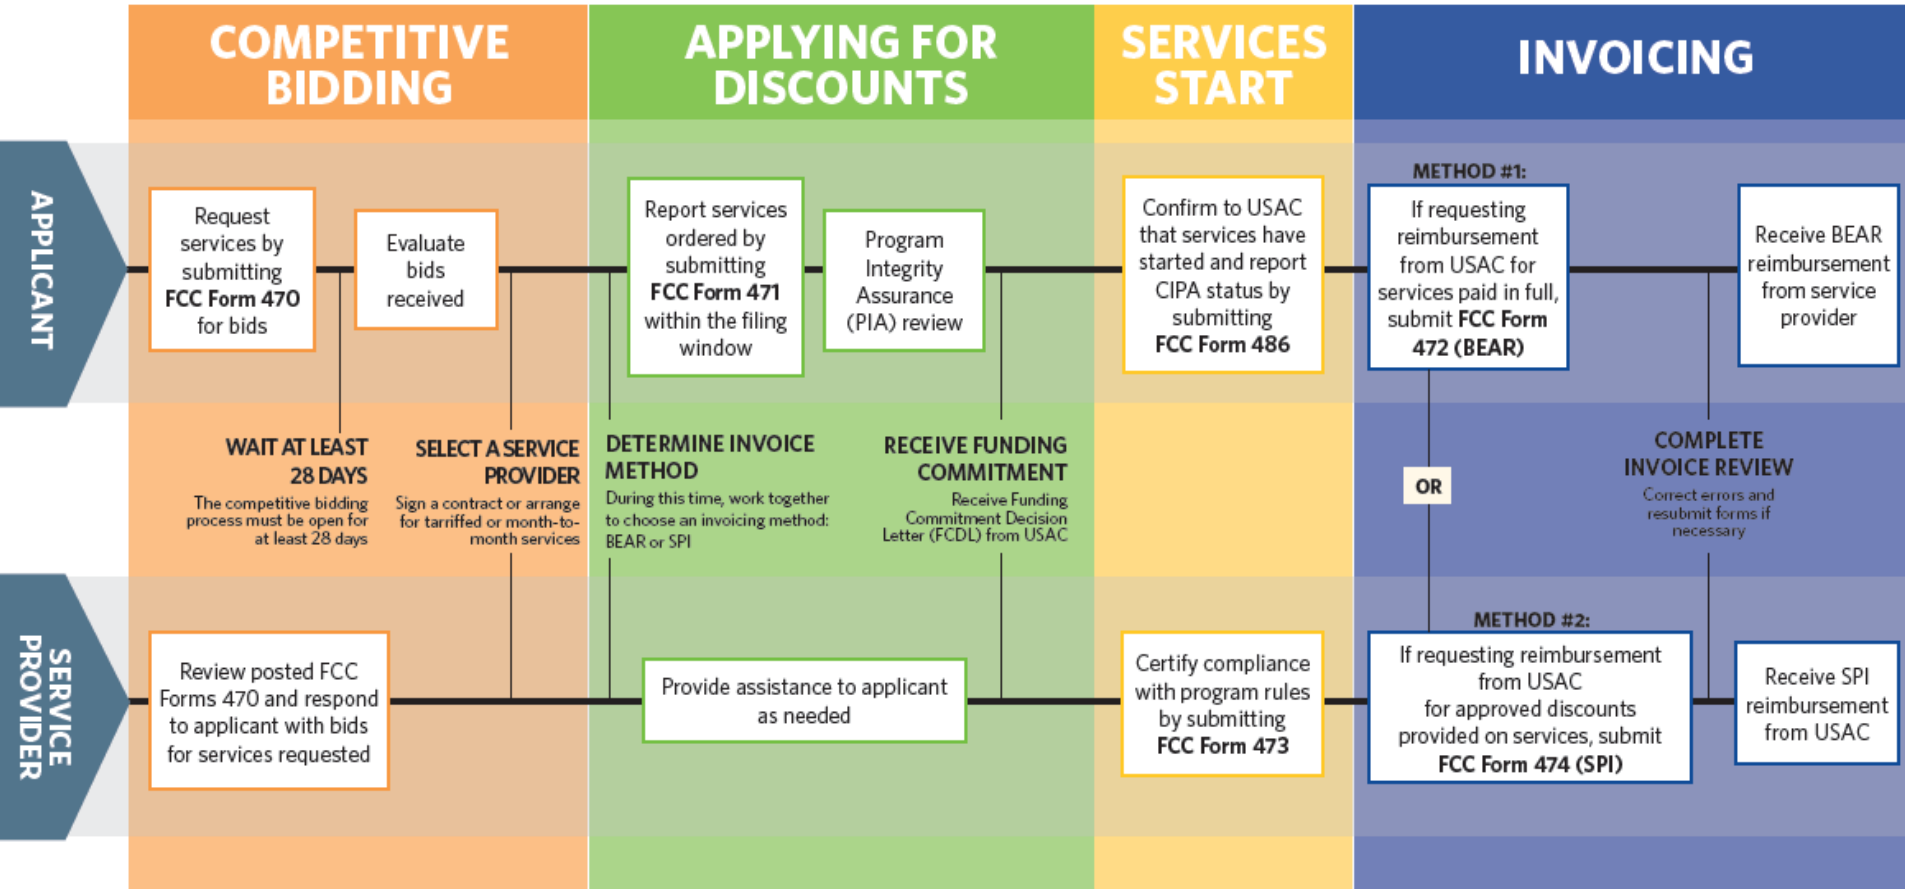 COMPETITIVE
BIDDING
APPLYING FOR
DISCOUNTS
SERVICES
START
INVOICING
APPLICANT
Request
services by
submitting
FCC Form 470
for bids
Evaluate
bids
received
Report services
ordered by
submitting
FCC Form 471
within the filing
window
Program
Integrity
Assurance
(PIA) review
Confirm to USAC
that services have
started and report
CIPA status by
submitting
FCC Form 486
METHOD #1:
If requesting
reimbursement
from USAC for
services paid in full,
submit FCC Form
472 (BEAR)
Receive BEAR
reimbursement
from service
provider
WAIT AT LEAST
28 DAYS
The competitive bidding
process must be open for
at least 28 days
SELECT A SERVICE
PROVIDER
Sign a contract or arrange
for tarriffed or month-to-
month services
DETERMINE INVOICE
METHOD
During this time, work together
to choose an invoicing method:
BEAR or SPI
RECEIVE FUNDING
COMMITMENT
Receive Funding
Commitment Decision
Letter (FCDL) from USAC
OR
COMPLETE
INVOICE REVIEW
Correct errors and
resubmit forms if
necessary
SERVICE
PROVIDER
Review posted FCC
Forms 470 and respond
to applicant with bids
for services requested
Provide assistance to applicant
as needed
Certify compliance
with program rules
by submitting
FCC Form 473
METHOD #2:
If requesting reimbursement
from USAC
for approved discounts
provided on services, submit
FCC Form 474 (SPI)
Receive SPI
reimbursement
from USAC